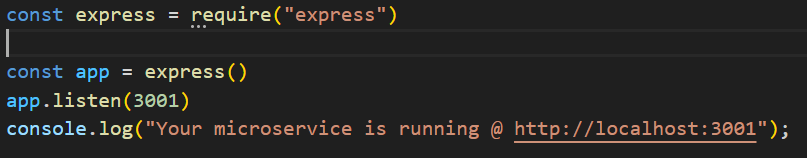 const express = require("express")
const app = express()
app.listen(3001)
console.log("Your microservice is running @ http://localhost:3001");